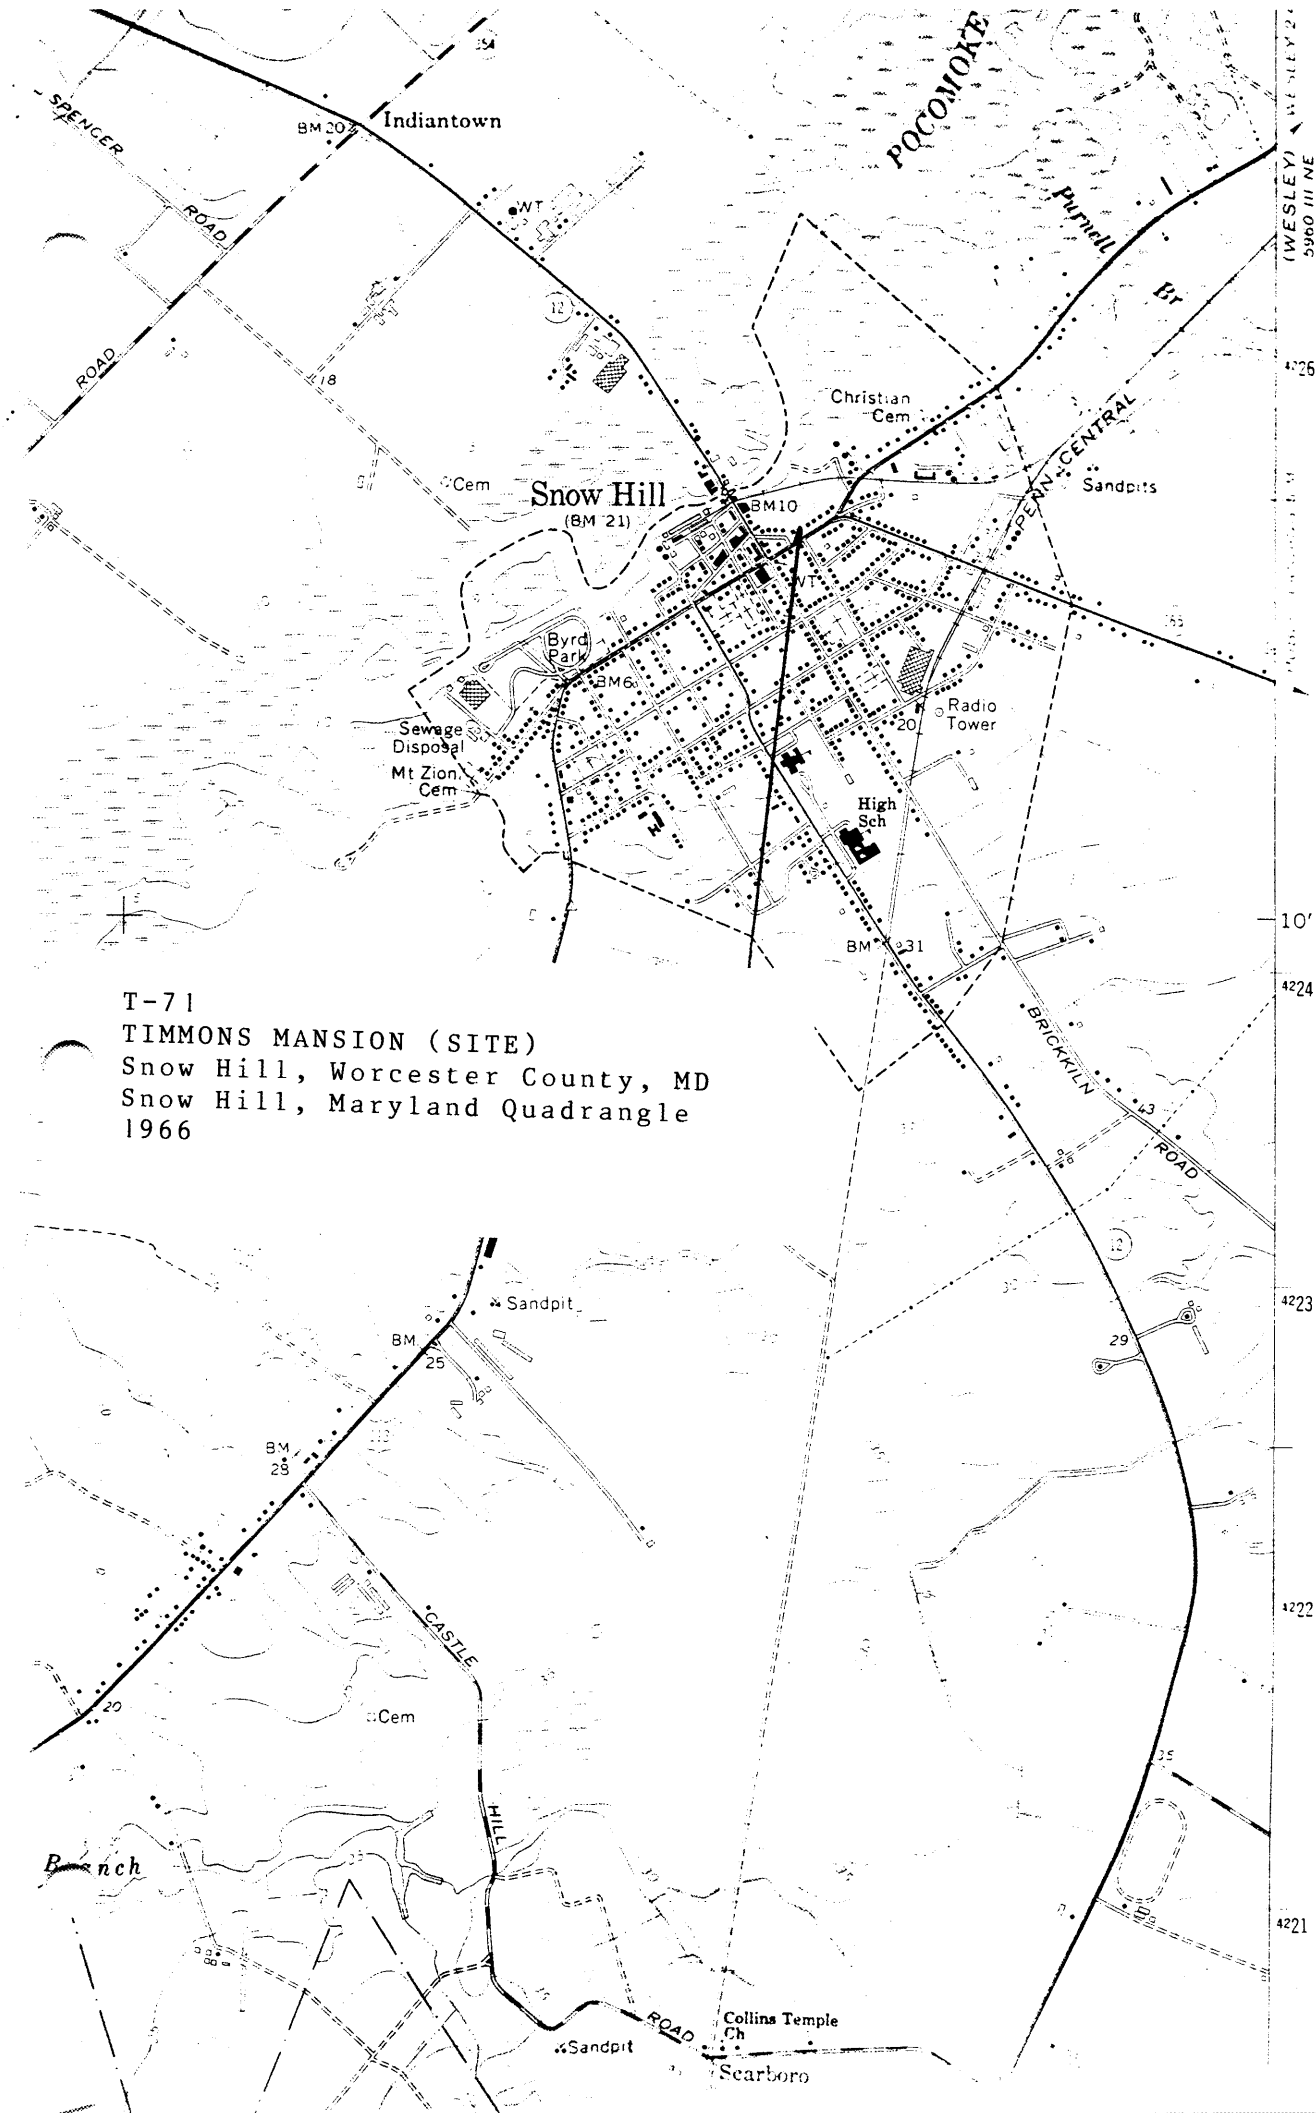 POCOMOKE
354
SPENCER
ROAD
BM 20
Indiantown
WT
Purnell
Br
(WESLEY)
5960 III NE
12
ROAD
18
4226
Christian
Cem
PENN CENTRAL
Sandpits
Cem
Snow Hill
(BM 21)
BM10
WT
365
Byrd
Park
BM6
Radio
Tower
20
Sewage
Disposal
Mt Zion
Cem
High
Sch
10'
BM
31
4224
T-71
TIMMONS MANSION (SITE)
Snow Hill, Worcester County, MD
Snow Hill, Maryland Quadrangle
1966
BRICKKILN
43
ROAD
12
4223
Sandpit
BM
25
29
BM
28
113
4222
CASTLE
20
Cem
35
HILL
Branch
4221
ROAD
Collins Temple
Ch
Sandpit
Scarboro